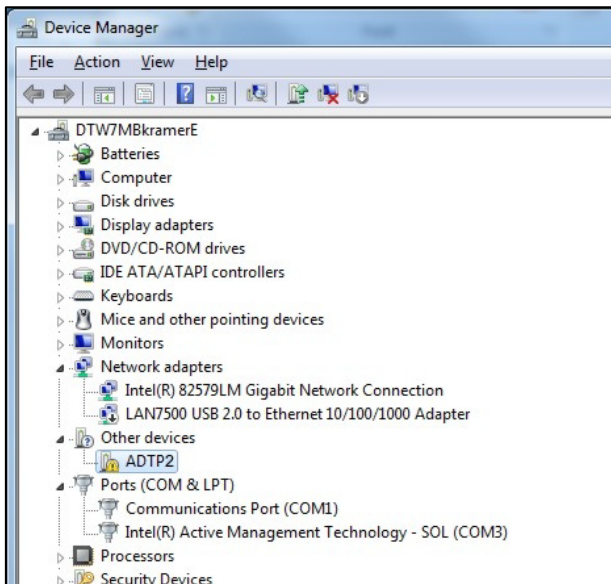 Device Manager
File Action View Help
DTW7MBkramerE
Batteries
Computer
Disk drives
Display adapters
DVD/CD-ROM drives
IDE ATA/ATAPI controllers
Keyboards
Mice and other pointing devices
Monitors
Network adapters
Intel(R) 82579LM Gigabit Network Connection
LAN7500 USB 2.0 to Ethernet 10/100/1000 Adapter
Other devices
ADTP2
Ports (COM & LPT)
Communications Port (COM1)
Intel(R) Active Management Technology - SOL (COM3)
Processors
Security Devices